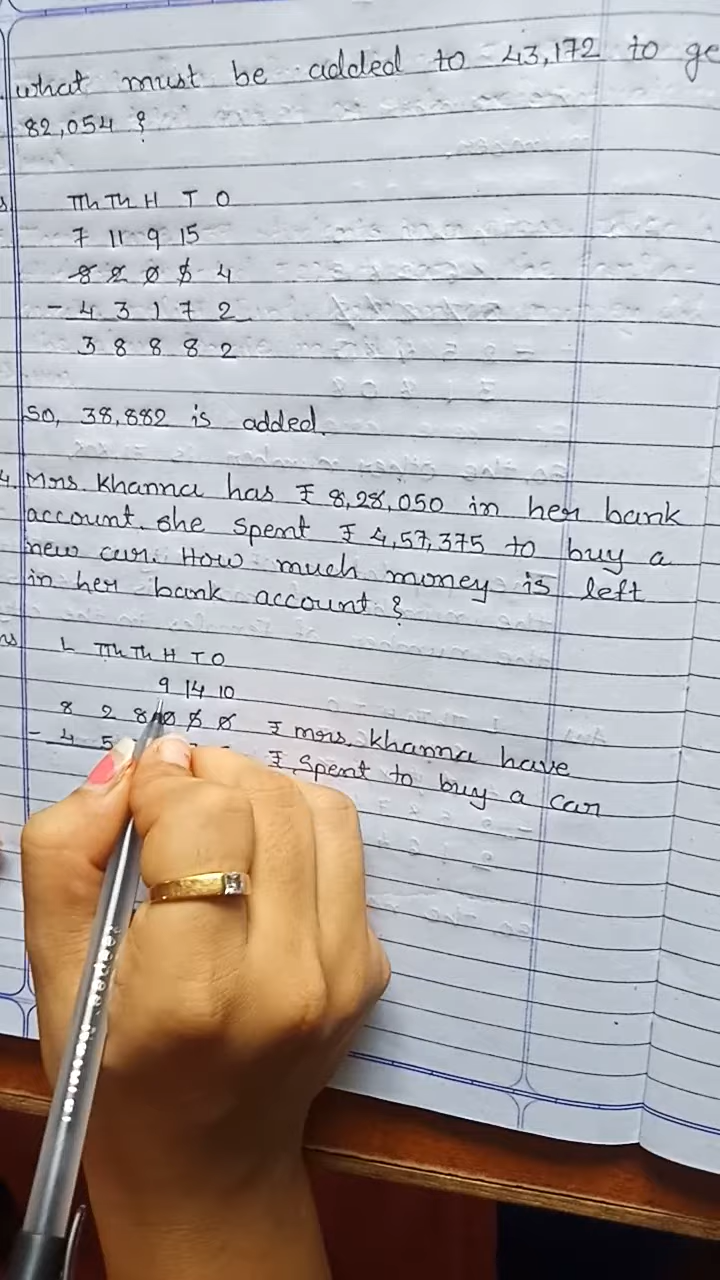 what must be added to 43,172 to ge
82,054 ?
TTh Th H T O
7 11 9 15
8 2 0 5 4
- 4 3 1 7 2
3 8 8 8 2
So, 38,882 is added.
4. Mrs. Khanna has ₹ 8,28,050 in her bank
account. she spent ₹ 4,57,375 to buy a
new car. How much money is left
in her bank account ?
L TTh Th H T O
9 14 10
8 2 8 0 5 0 ₹ mrs. Khanna have
- 4 5 ₹ Spent to buy a car